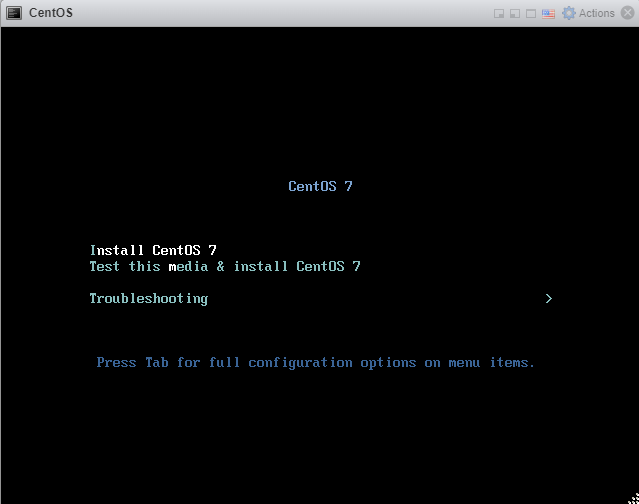 CentOS
Actions
CentOS 7
Install CentOS 7
Test this media & install CentOS 7
Troubleshooting >
Press Tab for full configuration options on menu items.